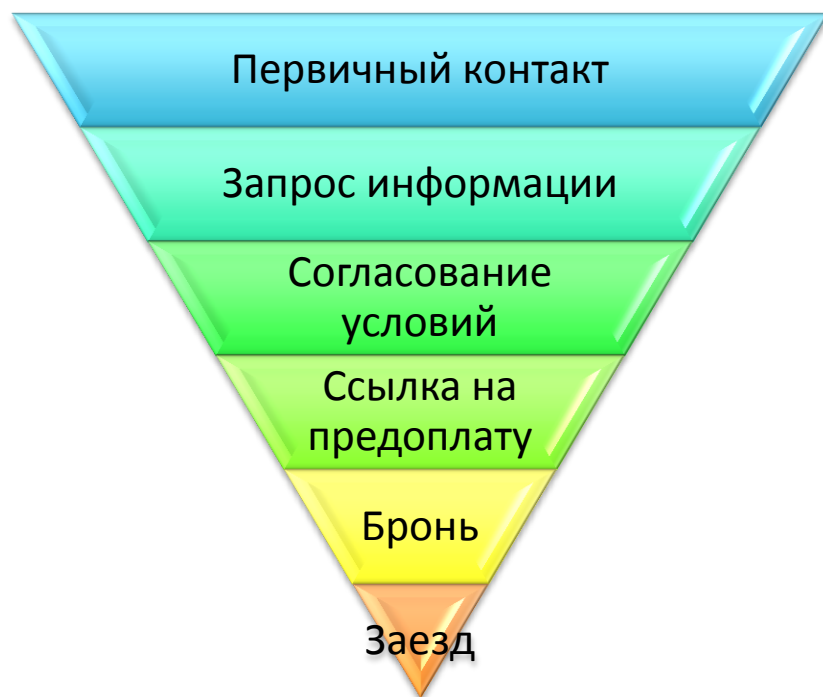 Первичный контакт
Запрос информации
Согласование
условий
Ссылка на
предоплату
Бронь
Заезд